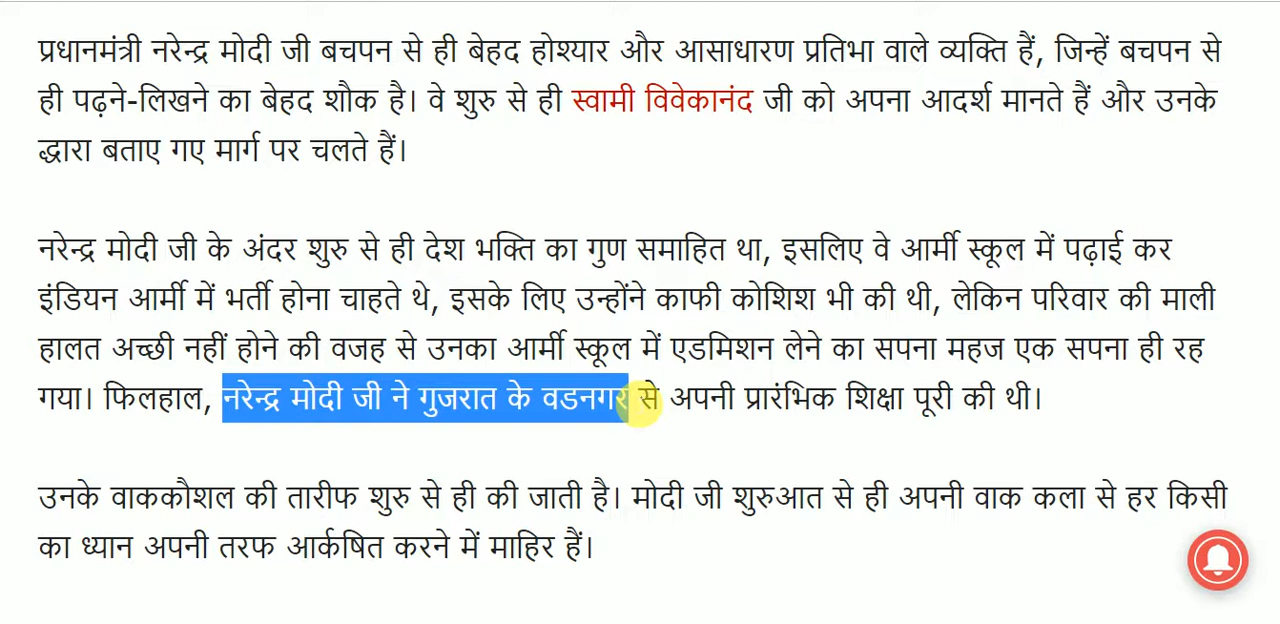 प्रधानमंत्री नरेन्द्र मोदी जी बचपन से ही बेहद होश्यार और आसाधारण प्रतिभा वाले व्यक्ति हैं, जिन्हें बचपन से
ही पढ़ने-लिखने का बेहद शौक है। वे शुरु से ही स्वामी विवेकानंद जी को अपना आदर्श मानते हैं और उनके
द्धारा बताए गए मार्ग पर चलते हैं।
नरेन्द्र मोदी जी के अंदर शुरु से ही देश भक्ति का गुण समाहित था, इसलिए वे आर्मी स्कूल में पढ़ाई कर
इंडियन आर्मी में भर्ती होना चाहते थे, इसके लिए उन्होंने काफी कोशिश भी की थी, लेकिन परिवार की माली
हालत अच्छी नहीं होने की वजह से उनका आर्मी स्कूल में एडमिशन लेने का सपना महज एक सपना ही रह
गया। फिलहाल, नरेन्द्र मोदी जी ने गुजरात के वडनगर से अपनी प्रारंभिक शिक्षा पूरी की थी।
उनके वाककौशल की तारीफ शुरु से ही की जाती है। मोदी जी शुरुआत से ही अपनी वाक कला से हर किसी
का ध्यान अपनी तरफ आर्कषित करने में माहिर हैं।